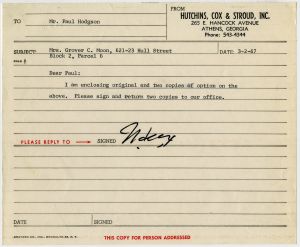 FROM
HUTCHINS, COX & STROUD, INC.
265 E. HANCOCK AVENUE
ATHENS, GEORGIA
Phone: 543-4344
TO Mr. Paul Hodgson
SUBJECT: Mrs. Grover C. Moon, 621-23 Hull Street DATE: 3-2-67
Block 2, Parcel 6
Dear Paul:
I am enclosing original and two copies of option on the
above. Please sign and return two copies to our office.
PLEASE REPLY TO SIGNED
DATE SIGNED
THIS COPY FOR PERSON ADDRESSED